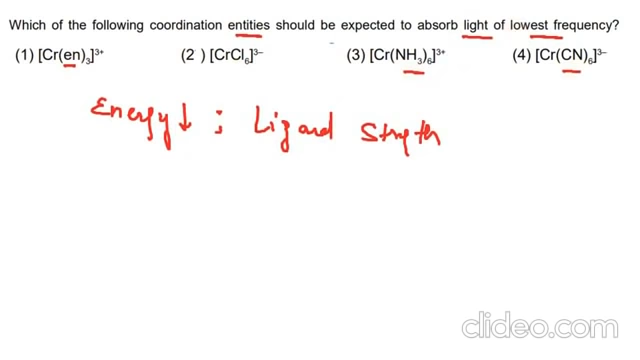 Which of the following coordination entities should be expected to absorb light of lowest frequency?
(1) [Cr(en)₃]³⁺ (2 ) [CrCl₆]³⁻ (3) [Cr(NH₃)₆]³⁺ (4) [Cr(CN)₆]³⁻
Energy↓ ; Ligand
clideo.com